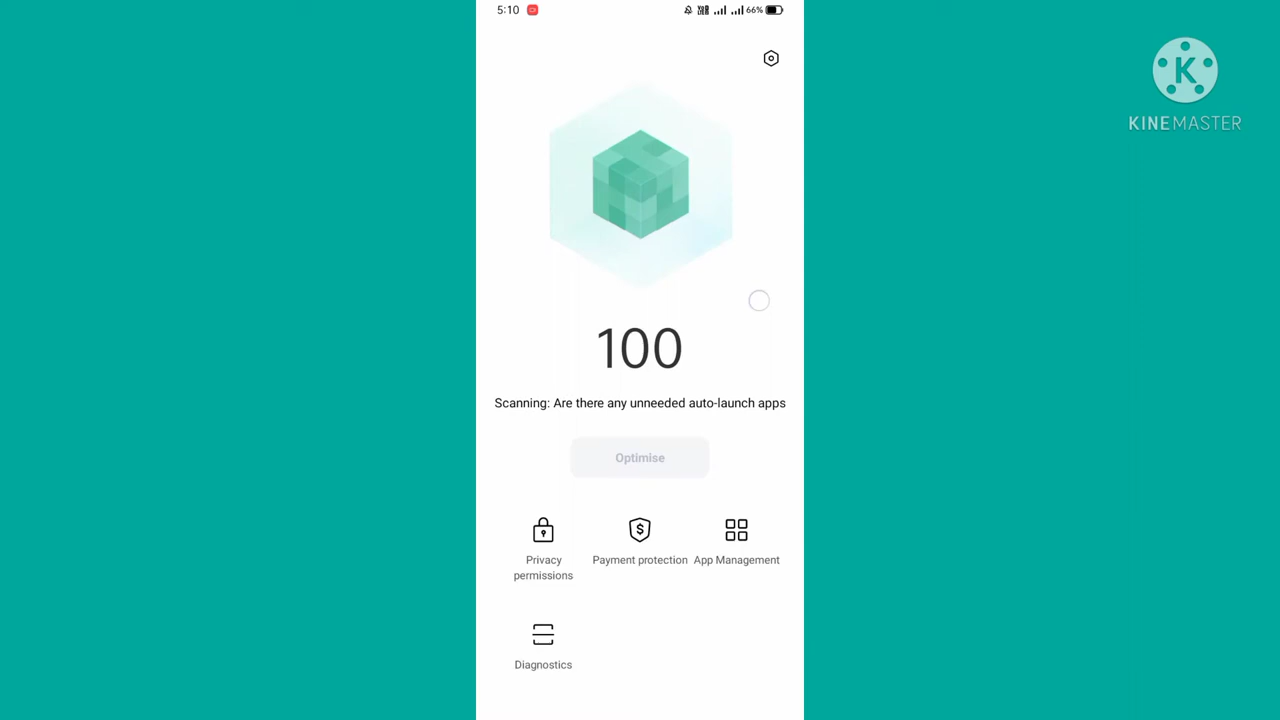 5:10
66%
K
KINEMASTER
100
Scanning: Are there any unneeded auto-launch apps
Optimise
Privacy
permissions
Payment protection
App Management
Diagnostics